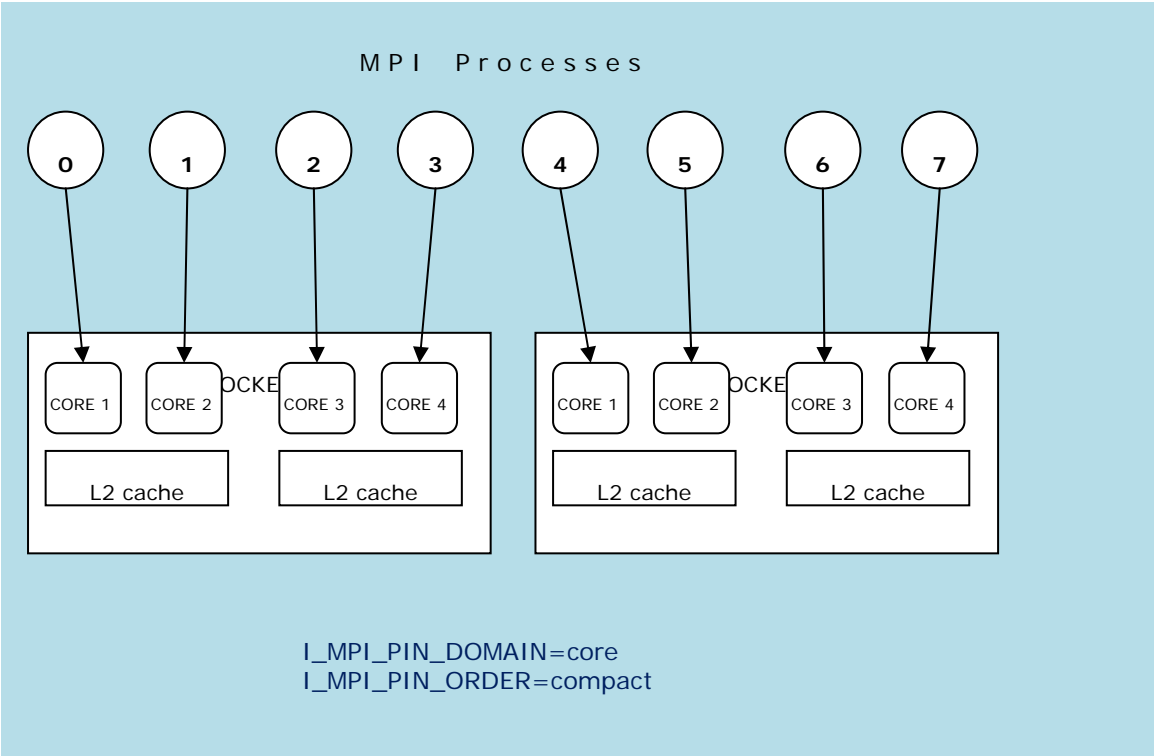 MPI Processes
0 1 2 3 4 5 6 7
OCKE OCKE
CORE 1 CORE 2 CORE 3 CORE 4 CORE 1 CORE 2 CORE 3 CORE 4
L2 cache L2 cache L2 cache L2 cache
I_MPI_PIN_DOMAIN=core
I_MPI_PIN_ORDER=compact